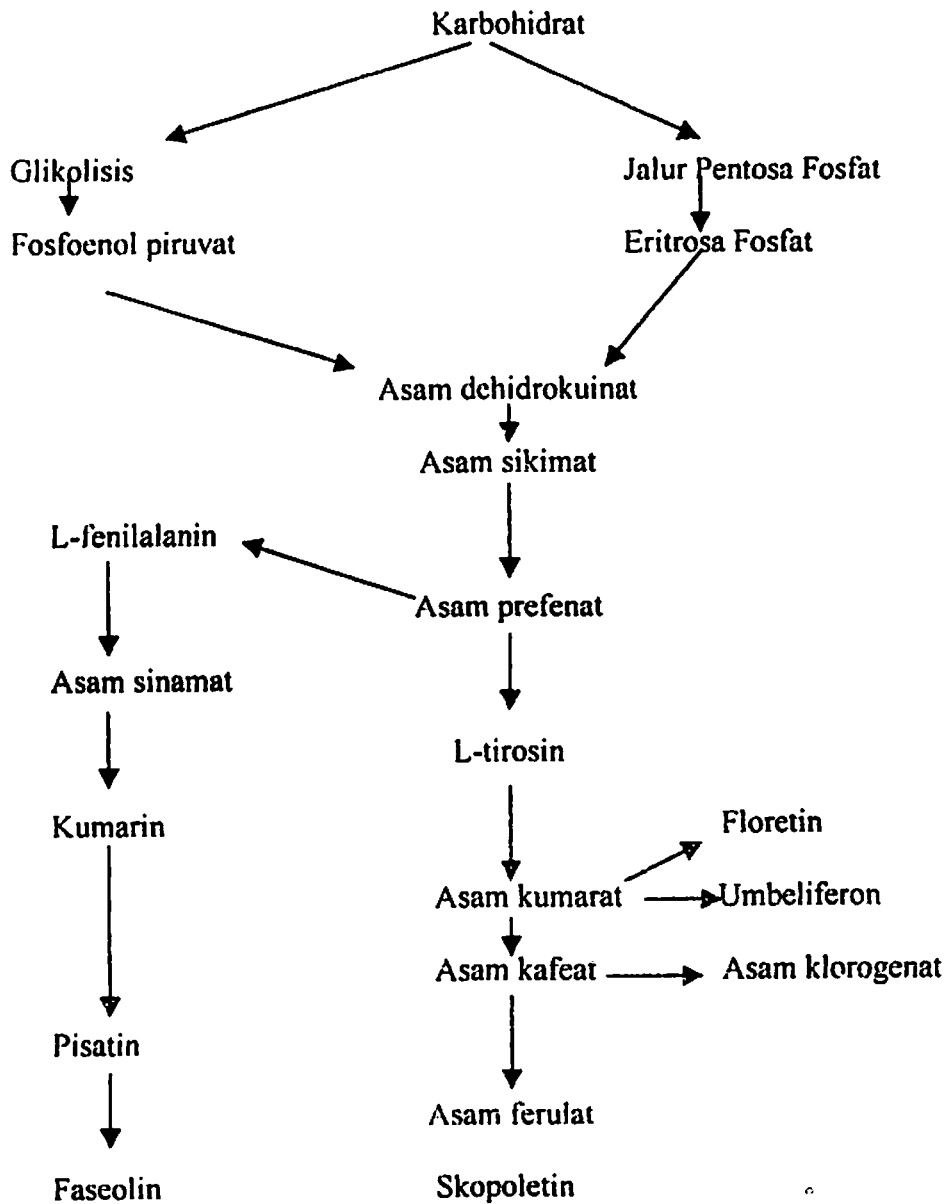 Karbohidrat
Glikolisis
Jalur Pentosa Fosfat
Fosfoenol piruvat
Eritrosa Fosfat
Asam dehidrokuinat
Asam sikimat
L-fenilalanin
Asam prefenat
Asam sinamat
L-tirosin
Kumarin
Floretin
Asam kumarat
Umbeliferon
Asam kafeat
Asam klorogenat
Pisatin
Asam ferulat
Faseolin
Skopoletin